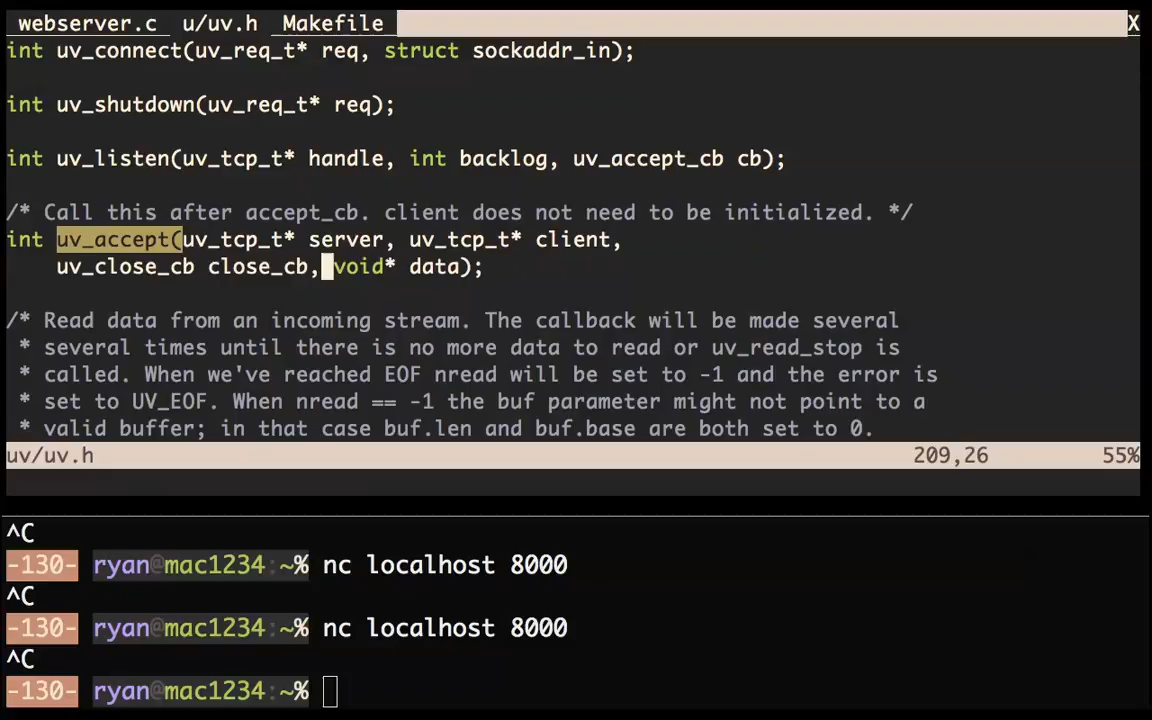 webserver.c  u/uv.h  Makefile  X
int uv_connect(uv_req_t* req, struct sockaddr_in);
int uv_shutdown(uv_req_t* req);
int uv_listen(uv_tcp_t* handle, int backlog, uv_accept_cb cb);
/* Call this after accept_cb. client does not need to be initialized. */
int uv_accept(uv_tcp_t* server, uv_tcp_t* client,
    uv_close_cb close_cb, void* data);
/* Read data from an incoming stream. The callback will be made several
 * several times until there is no more data to read or uv_read_stop is
 * called. When we've reached EOF nread will be set to -1 and the error is
 * set to UV_EOF. When nread == -1 the buf parameter might not point to a
 * valid buffer; in that case buf.len and buf.base are both set to 0.
uv/uv.h 209,26 55%
^C
-130- ryan@mac1234:~% nc localhost 8000
^C
-130- ryan@mac1234:~% nc localhost 8000
^C
-130- ryan@mac1234:~%